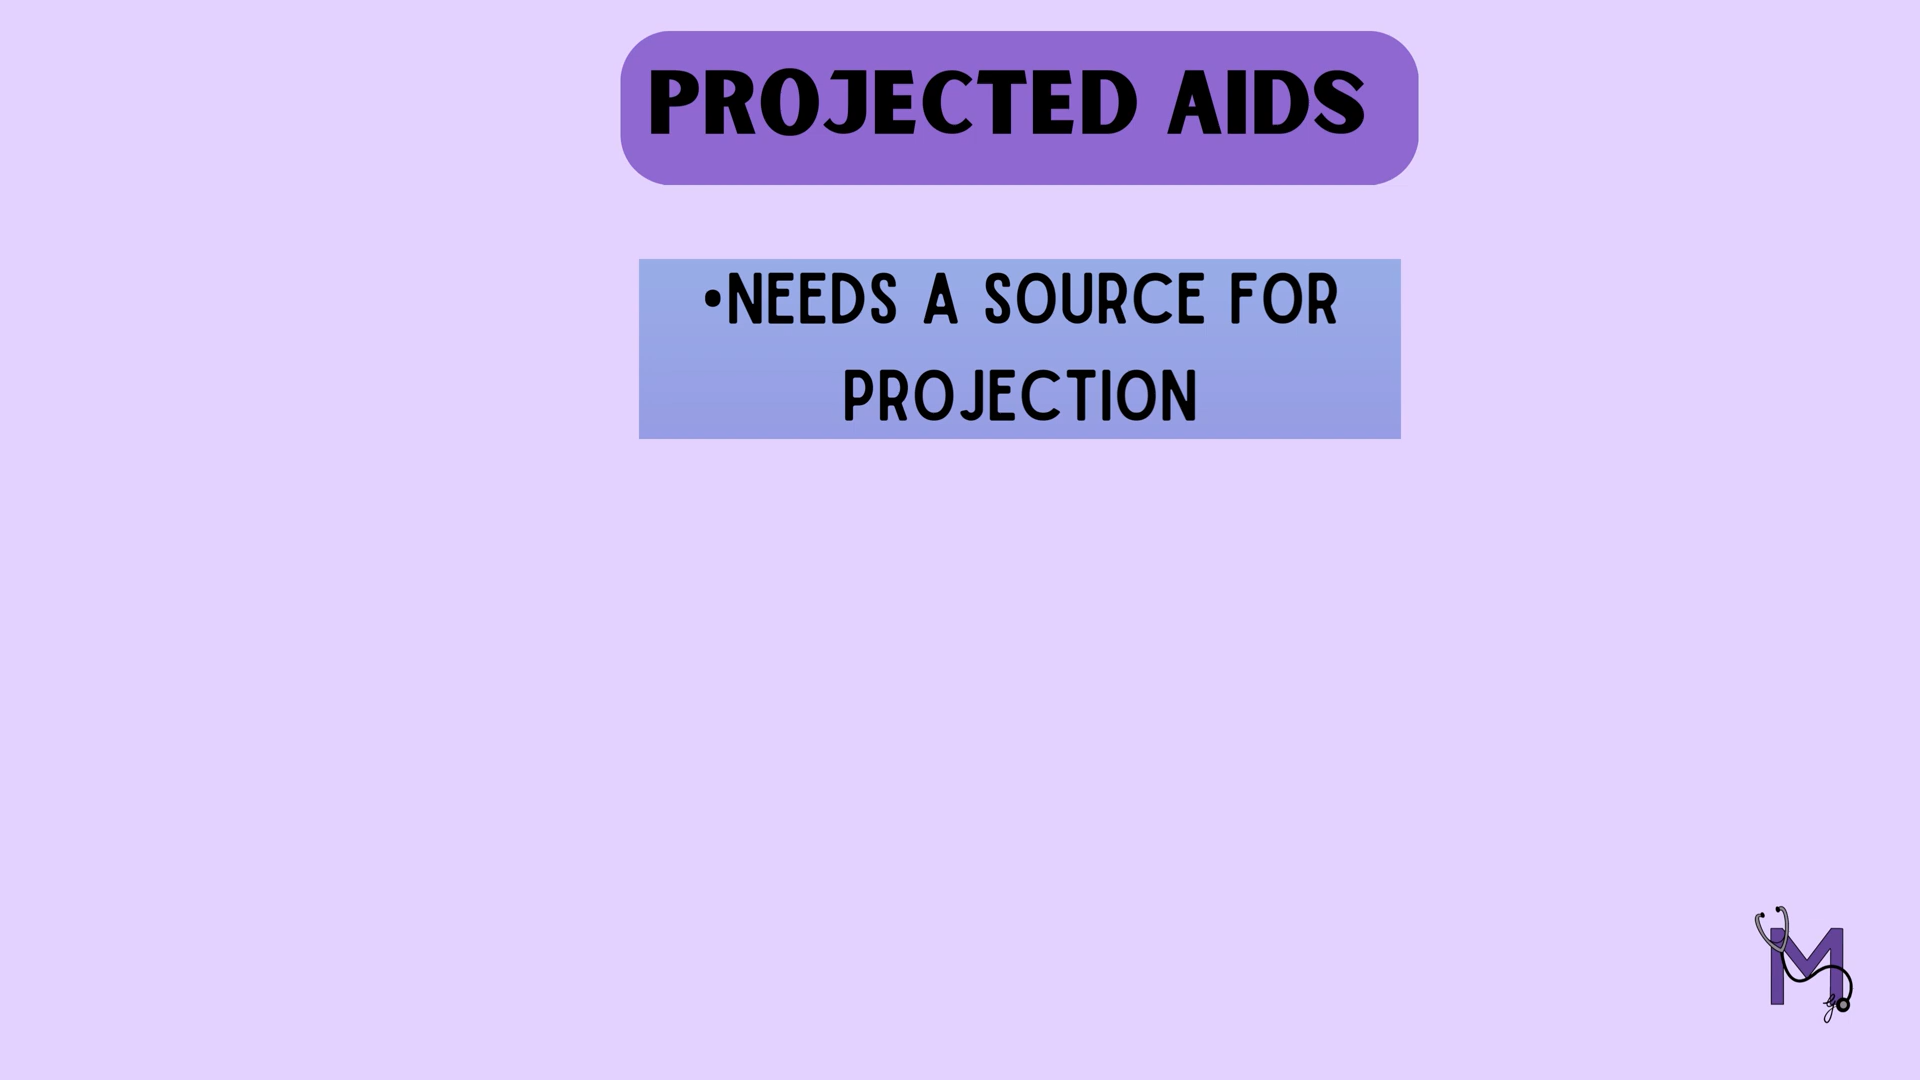 PROJECTED AIDS
•NEEDS A SOURCE FOR
PROJECTION
M